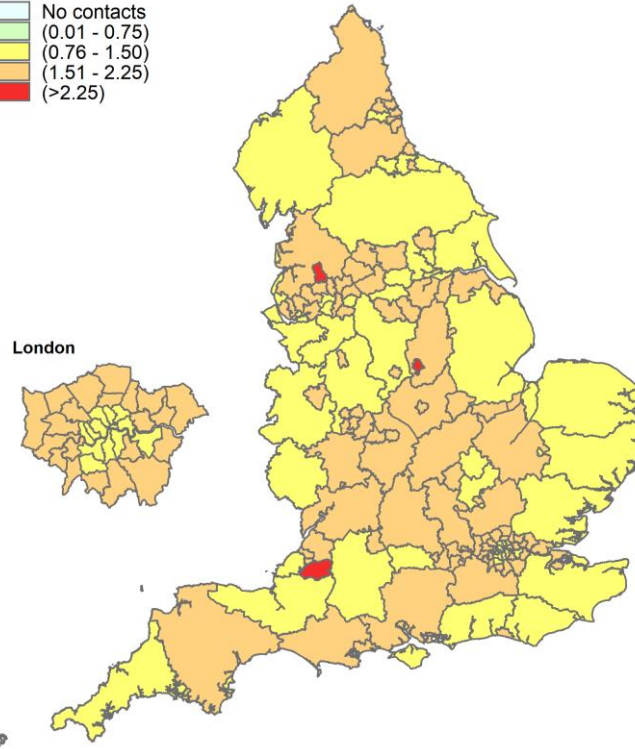 No contacts
(0.01 - 0.75)
(0.76 - 1.50)
(1.51 - 2.25)
(>2.25)
London